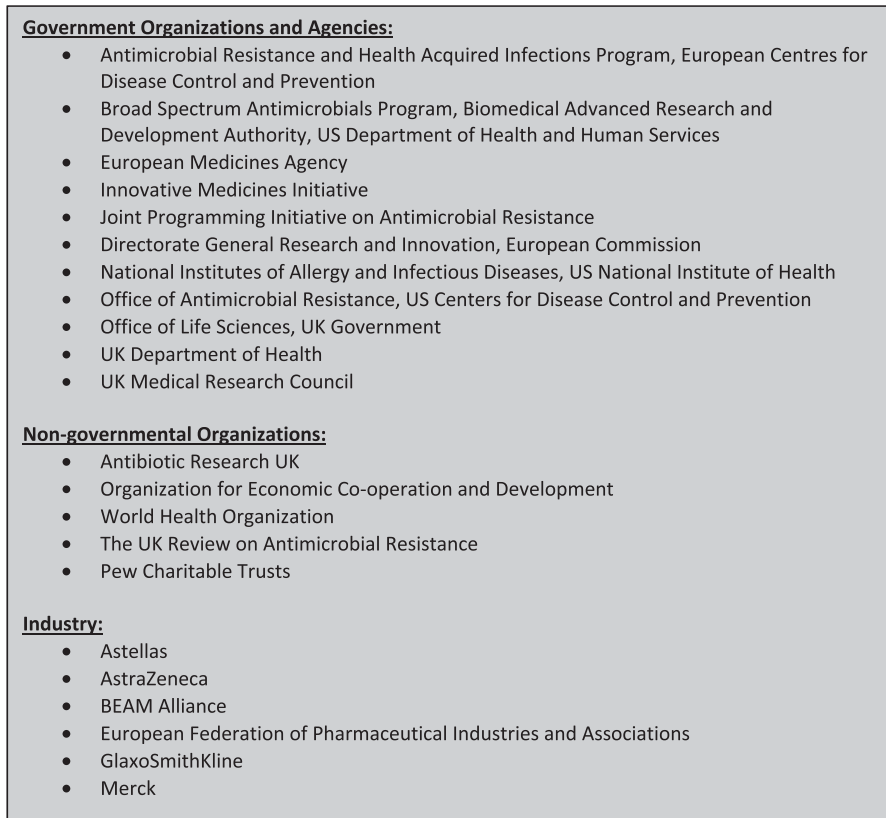 Government Organizations and Agencies:
• Antimicrobial Resistance and Health Acquired Infections Program, European Centres for
Disease Control and Prevention
• Broad Spectrum Antimicrobials Program, Biomedical Advanced Research and
Development Authority, US Department of Health and Human Services
• European Medicines Agency
• Innovative Medicines Initiative
• Joint Programming Initiative on Antimicrobial Resistance
• Directorate General Research and Innovation, European Commission
• National Institutes of Allergy and Infectious Diseases, US National Institute of Health
• Office of Antimicrobial Resistance, US Centers for Disease Control and Prevention
• Office of Life Sciences, UK Government
• UK Department of Health
• UK Medical Research Council
Non-governmental Organizations:
• Antibiotic Research UK
• Organization for Economic Co-operation and Development
• World Health Organization
• The UK Review on Antimicrobial Resistance
• Pew Charitable Trusts
Industry:
• Astellas
• AstraZeneca
• BEAM Alliance
• European Federation of Pharmaceutical Industries and Associations
• GlaxoSmithKline
• Merck